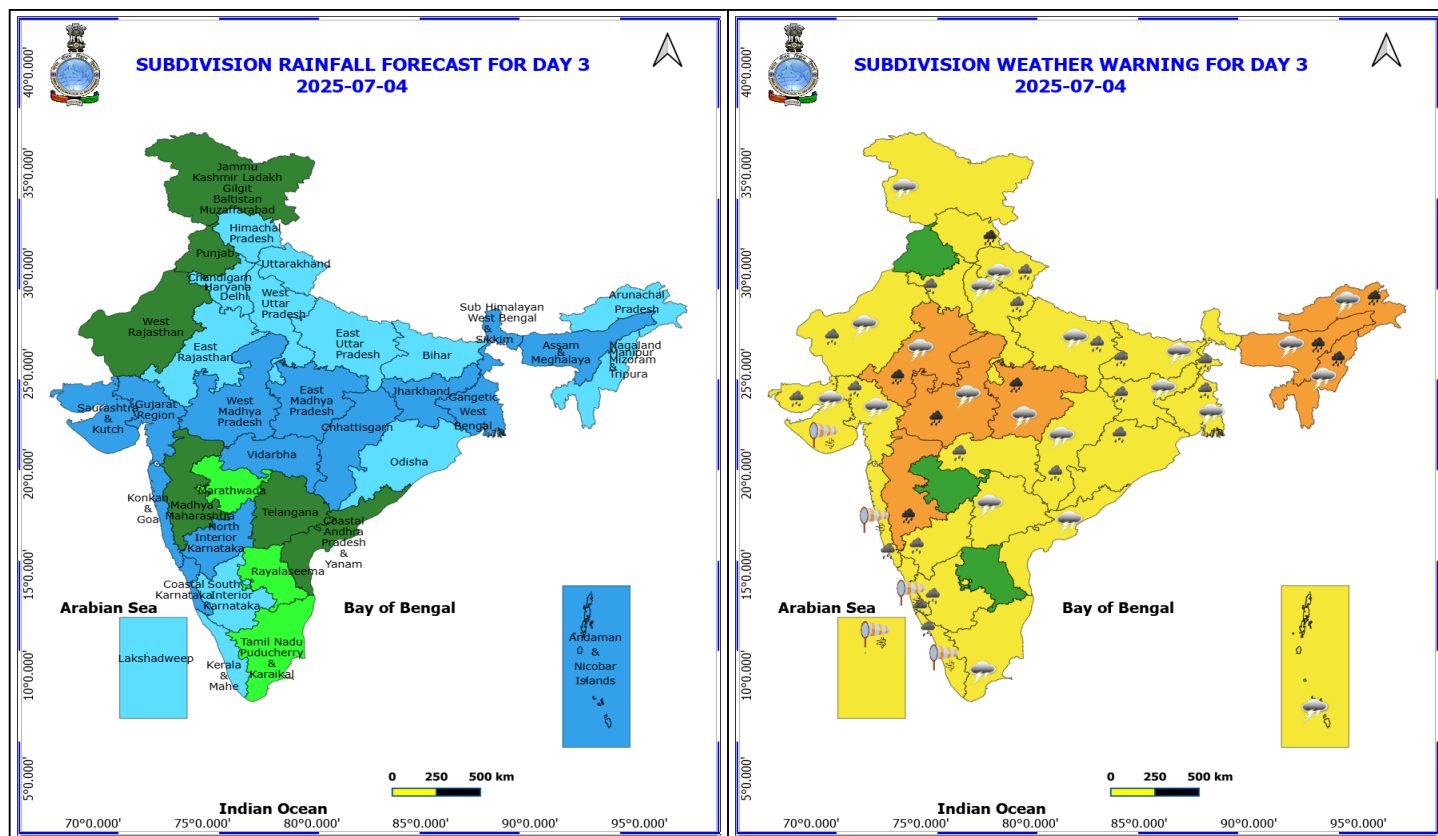 SUBDIVISION RAINFALL FORECAST FOR DAY 3
2025-07-04
40°0.000'
35°0.000'
30°0.000'
25°0.000'
20°0.000'
15°0.000'
10°0.000'
5°0.000'
Jammu
Kashmir Ladakh
Gilgit
Baltistan
Muzaffarabad
Himachal
Pradesh
Punjab
Uttarakhand
Chandigarh
Haryana
Delhi
West
Uttar
Pradesh
West
Rajasthan
East
Rajasthan
East
Uttar
Pradesh
Bihar
Sub Himalayan
West Bengal
&
Sikkim
Arunachal
Pradesh
Assam
&
Meghalaya
Nagaland
Manipur
Mizoram
&
Tripura
Saurashtra
&
Kutch
Gujarat
Region
West
Madhya
Pradesh
East
Madhya
Pradesh
Jharkhand
Gangetic
West
Bengal
Chhattisgarh
Vidarbha
Odisha
Konkan
&
Goa
Madhya
Maharashtra
Marathwada
Telangana
North
Interior
Karnataka
Coastal
Andhra
Pradesh
&
Yanam
Rayalaseema
Coastal
Karnataka
South
Interior
Karnataka
Arabian Sea
Bay of Bengal
Lakshadweep
Kerala
&
Mahe
Tamil Nadu
Puducherry
&
Karaikal
Andaman
&
Nicobar
Islands
0 250 500 km
Indian Ocean
70°0.000' 75°0.000' 80°0.000' 85°0.000' 90°0.000' 95°0.000'
SUBDIVISION WEATHER WARNING FOR DAY 3
2025-07-04
40°0.000'
35°0.000'
30°0.000'
25°0.000'
20°0.000'
15°0.000'
10°0.000'
5°0.000'
Arabian Sea
Bay of Bengal
0 250 500 km
Indian Ocean
70°0.000' 75°0.000' 80°0.000' 85°0.000' 90°0.000' 95°0.000'